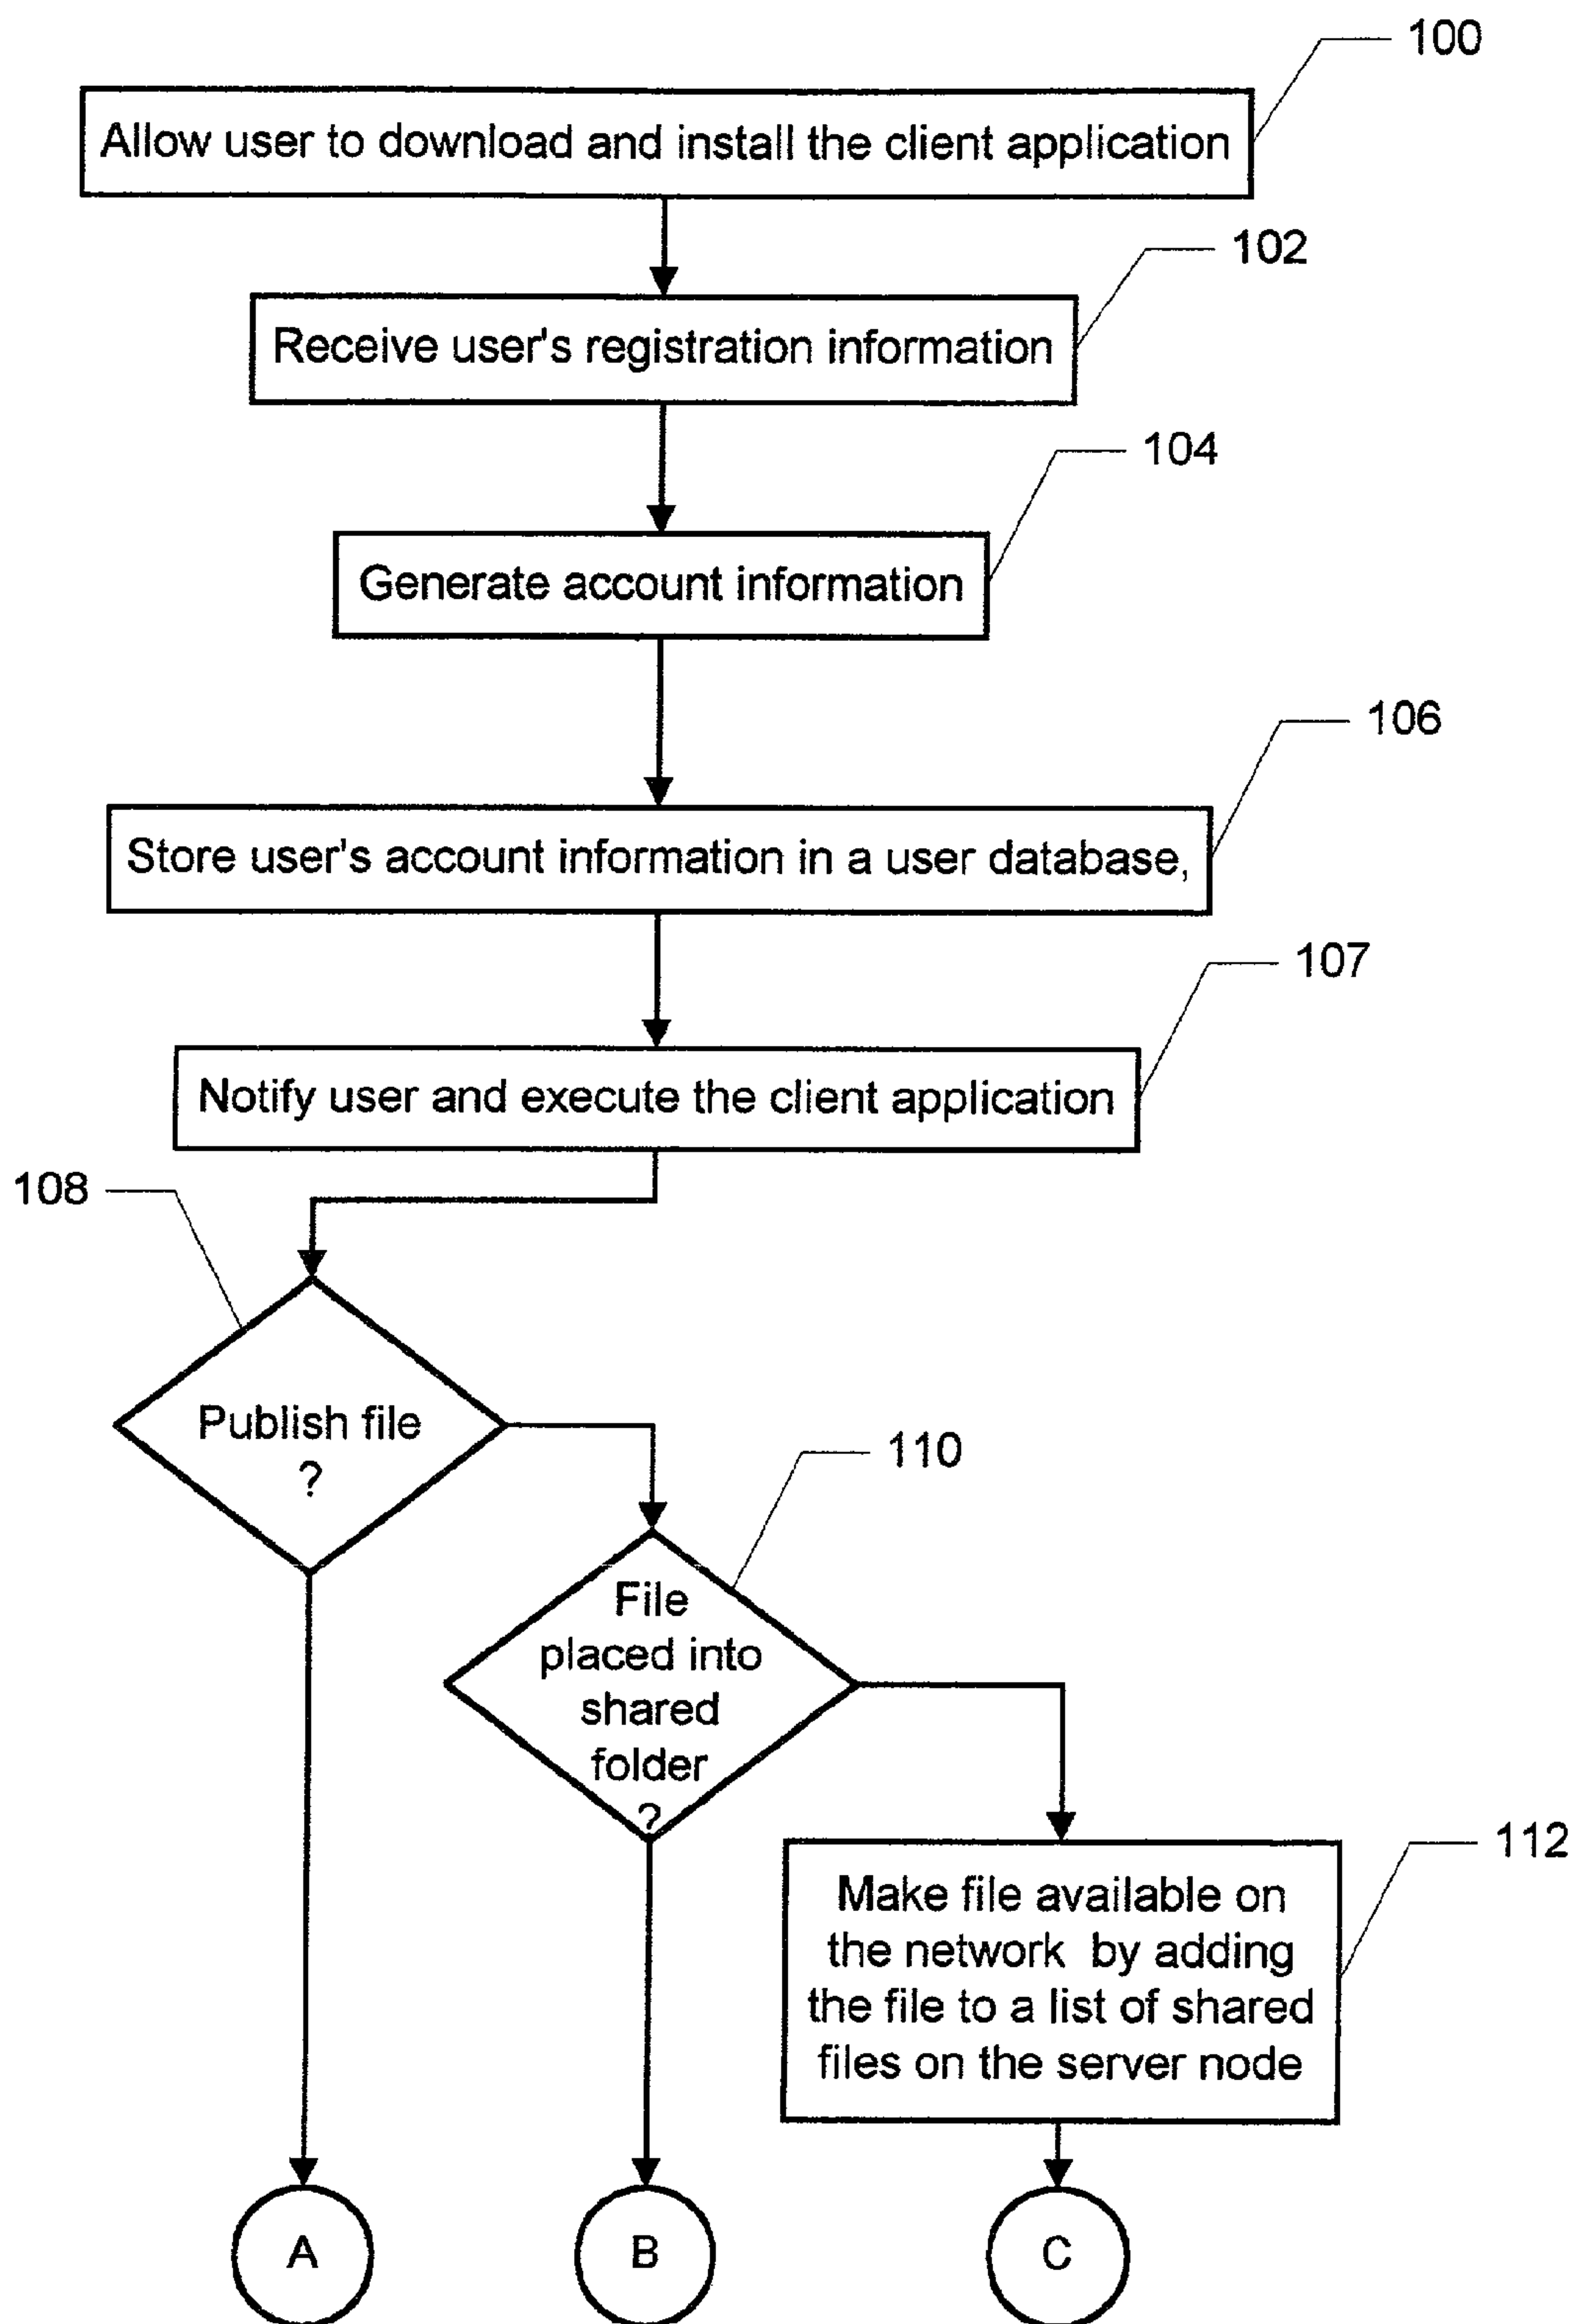 100
Allow user to download and install the client application
102
Receive user's registration information
104
Generate account information
106
Store user's account information in a user database,
107
Notify user and execute the client application
108
Publish file
?
110
File
placed into
shared
folder
?
112
Make file available on
the network by adding
the file to a list of shared
files on the server node
A
B
C